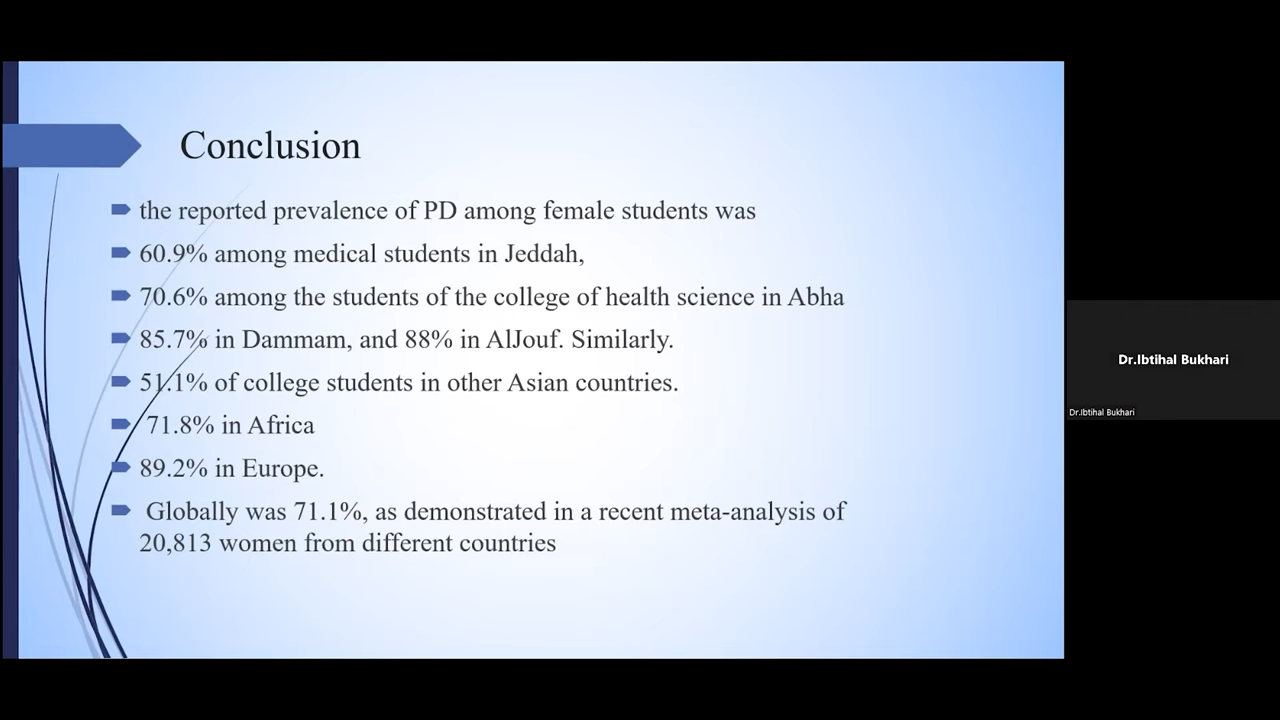 Conclusion
the reported prevalence of PD among female students was
60.9% among medical students in Jeddah,
70.6% among the students of the college of health science in Abha
85.7% in Dammam, and 88% in AlJouf. Similarly.
51.1% of college students in other Asian countries.
71.8% in Africa
89.2% in Europe.
Globally was 71.1%, as demonstrated in a recent meta-analysis of
20,813 women from different countries
Dr.Ibtihal Bukhari
Dr.Ibtihal Bukhari